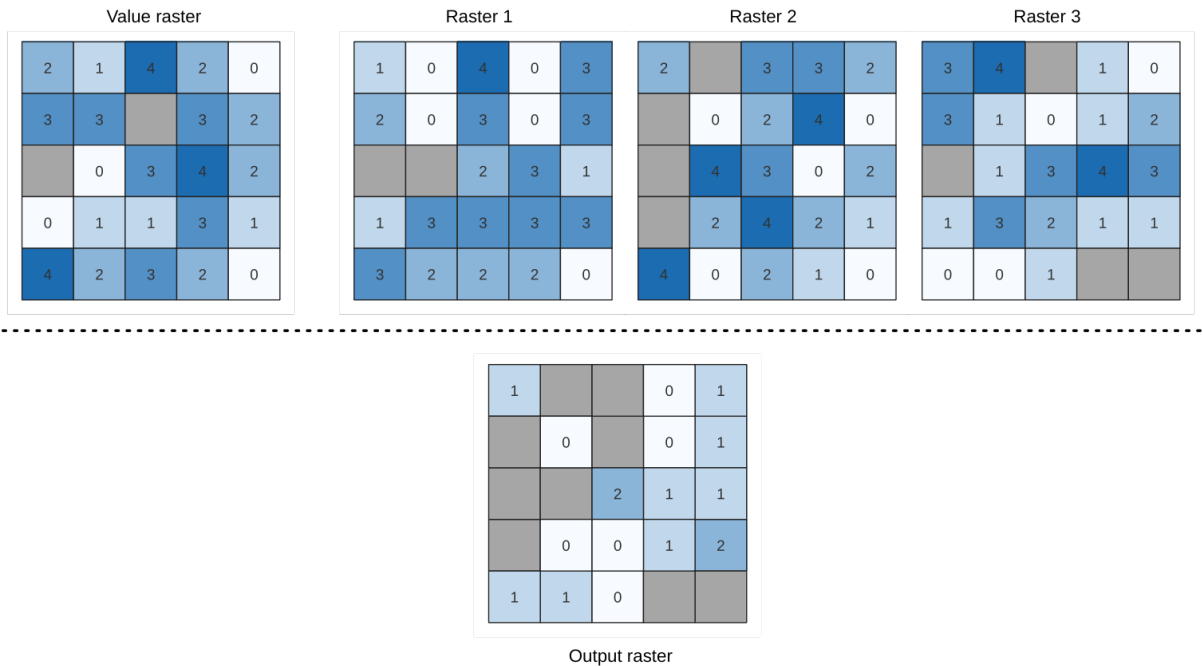 Value raster Raster 1 Raster 2 Raster 3
2 1 4 2 0 1 0 4 0 3 2 3 3 2 3 4 1 0
3 3 3 2 2 0 3 0 3 0 2 4 0 3 1 0 1 2
0 3 4 2 2 3 1 4 3 0 2 1 3 4 3
0 1 1 3 1 1 3 3 3 3 2 4 2 1 1 3 2 1 1
4 2 3 2 0 3 2 2 2 0 4 0 2 1 0 0 0 1
1 0 1
0 0 1
2 1 1
0 0 1 2
1 1 0
Output raster